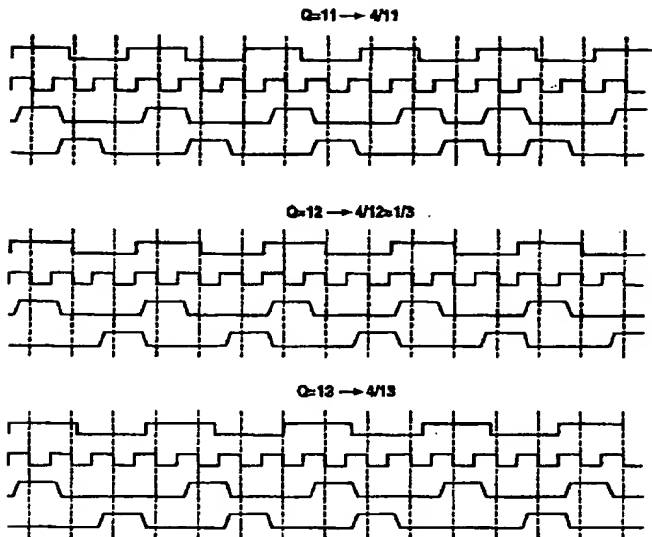 Q=11 → 4/11
Q=12 → 4/12=1/3
Q=13 → 4/13